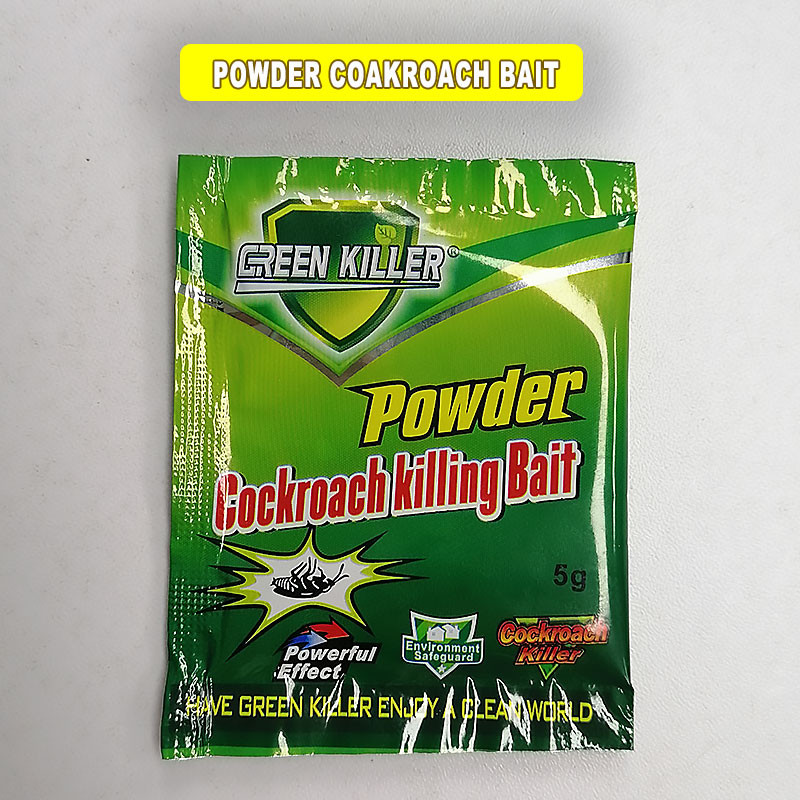 POWDER COAKROACH BAIT
GREEN KILLER®
Powder
Cockroach killing Bait
5g
Powerful
Effect
Environment
Safeguard
Cockroach
Killer
HAVE GREEN KILLER ENJOY A CLEAN WORLD